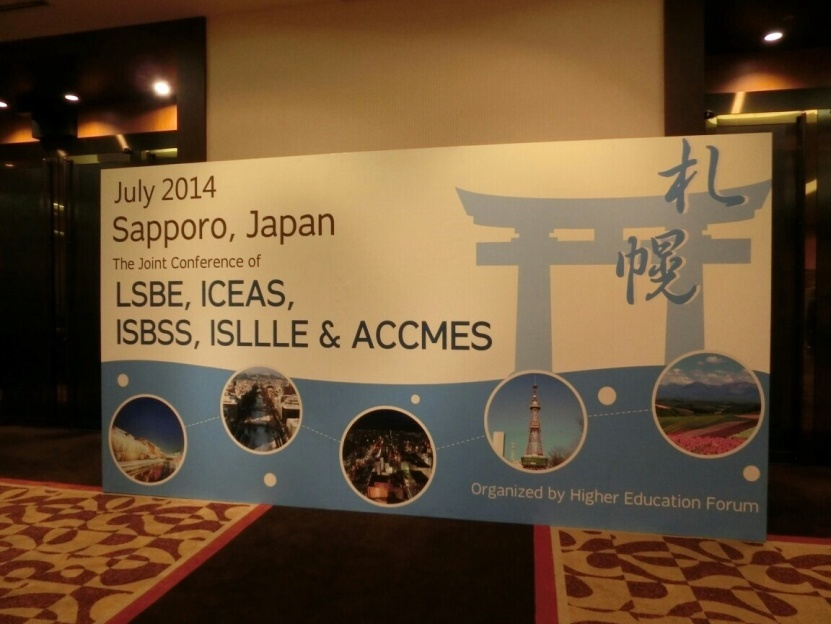 July 2014
Sapporo, Japan
The Joint Conference of
LSBE, ICEAS,
ISBSS, ISLLLE & ACCMES
札幌
Organized by Higher Education Forum